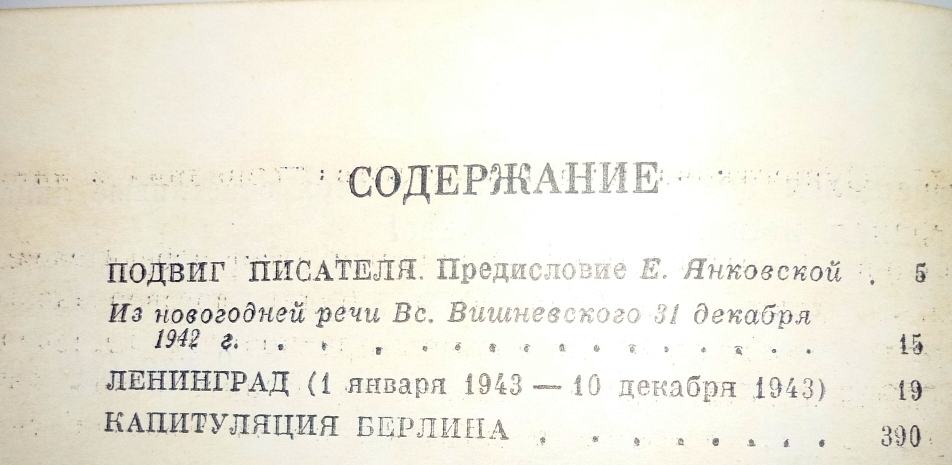 СОДЕРЖАНИЕ
ПОДВИГ ПИСАТЕЛЯ. Предисловие Е. Янковской . 5
Из новогодней речи Вс. Вишневского 31 декабря
1942 г. . . . . . . . . . . . . . . 15
ЛЕНИНГРАД (1 января 1943 — 10 декабря 1943) 19
КАПИТУЛЯЦИЯ БЕРЛИНА . . . . . . . 390